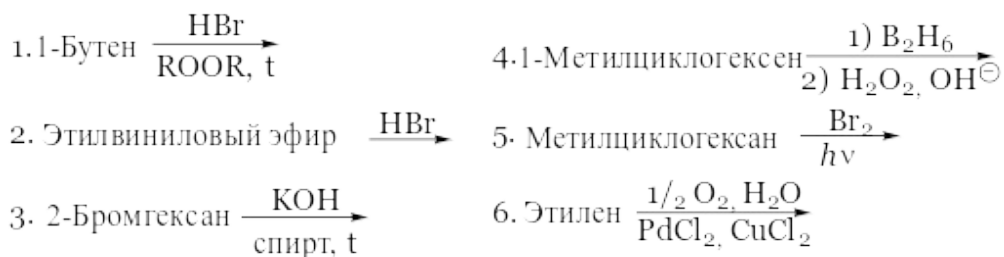 1.1-Бутен HBr ROOR, t
2. Этилвиниловый эфир HBr
3. 2-Бромгексан KOH спирт, t
4.1-Метилциклогексен 1) B₂H₆ 2) H₂O₂, OH⊖
5. Метилциклогексан Br₂ hν
6. Этилен 1/₂ O₂, H₂O PdCl₂, CuCl₂